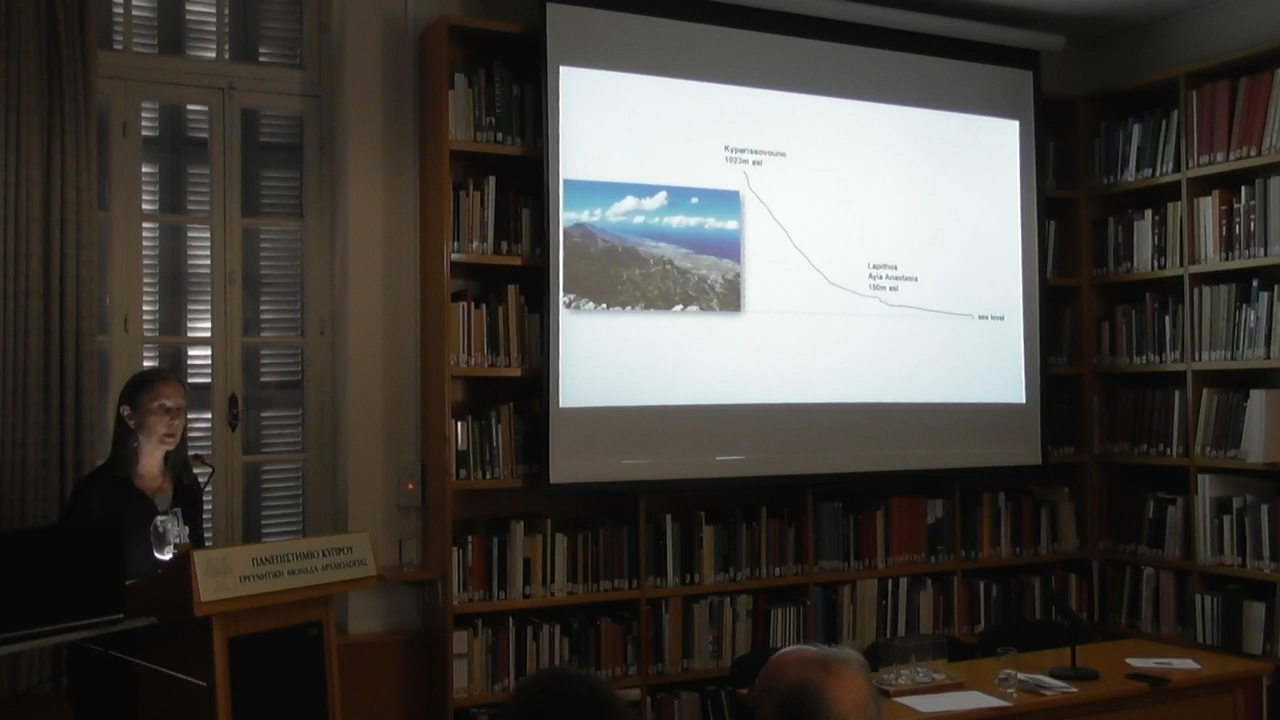 Kyparissovouno
1023m asl
Lapithos
Ayia Anastasia
150m asl
sea level
ΠΑΝΕΠΙΣΤΗΜΙΟ ΚΥΠΡΟΥ
ΕΡΕΥΝΗΤΙΚΗ ΜΟΝΑΔΑ ΑΡΧΑΙΟΛΟΓΙΑΣ